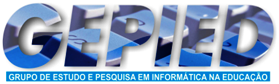 GEPIED
GRUPO DE ESTUDO E PESQUISA EM INFORMÁTICA NA EDUCAÇÃO